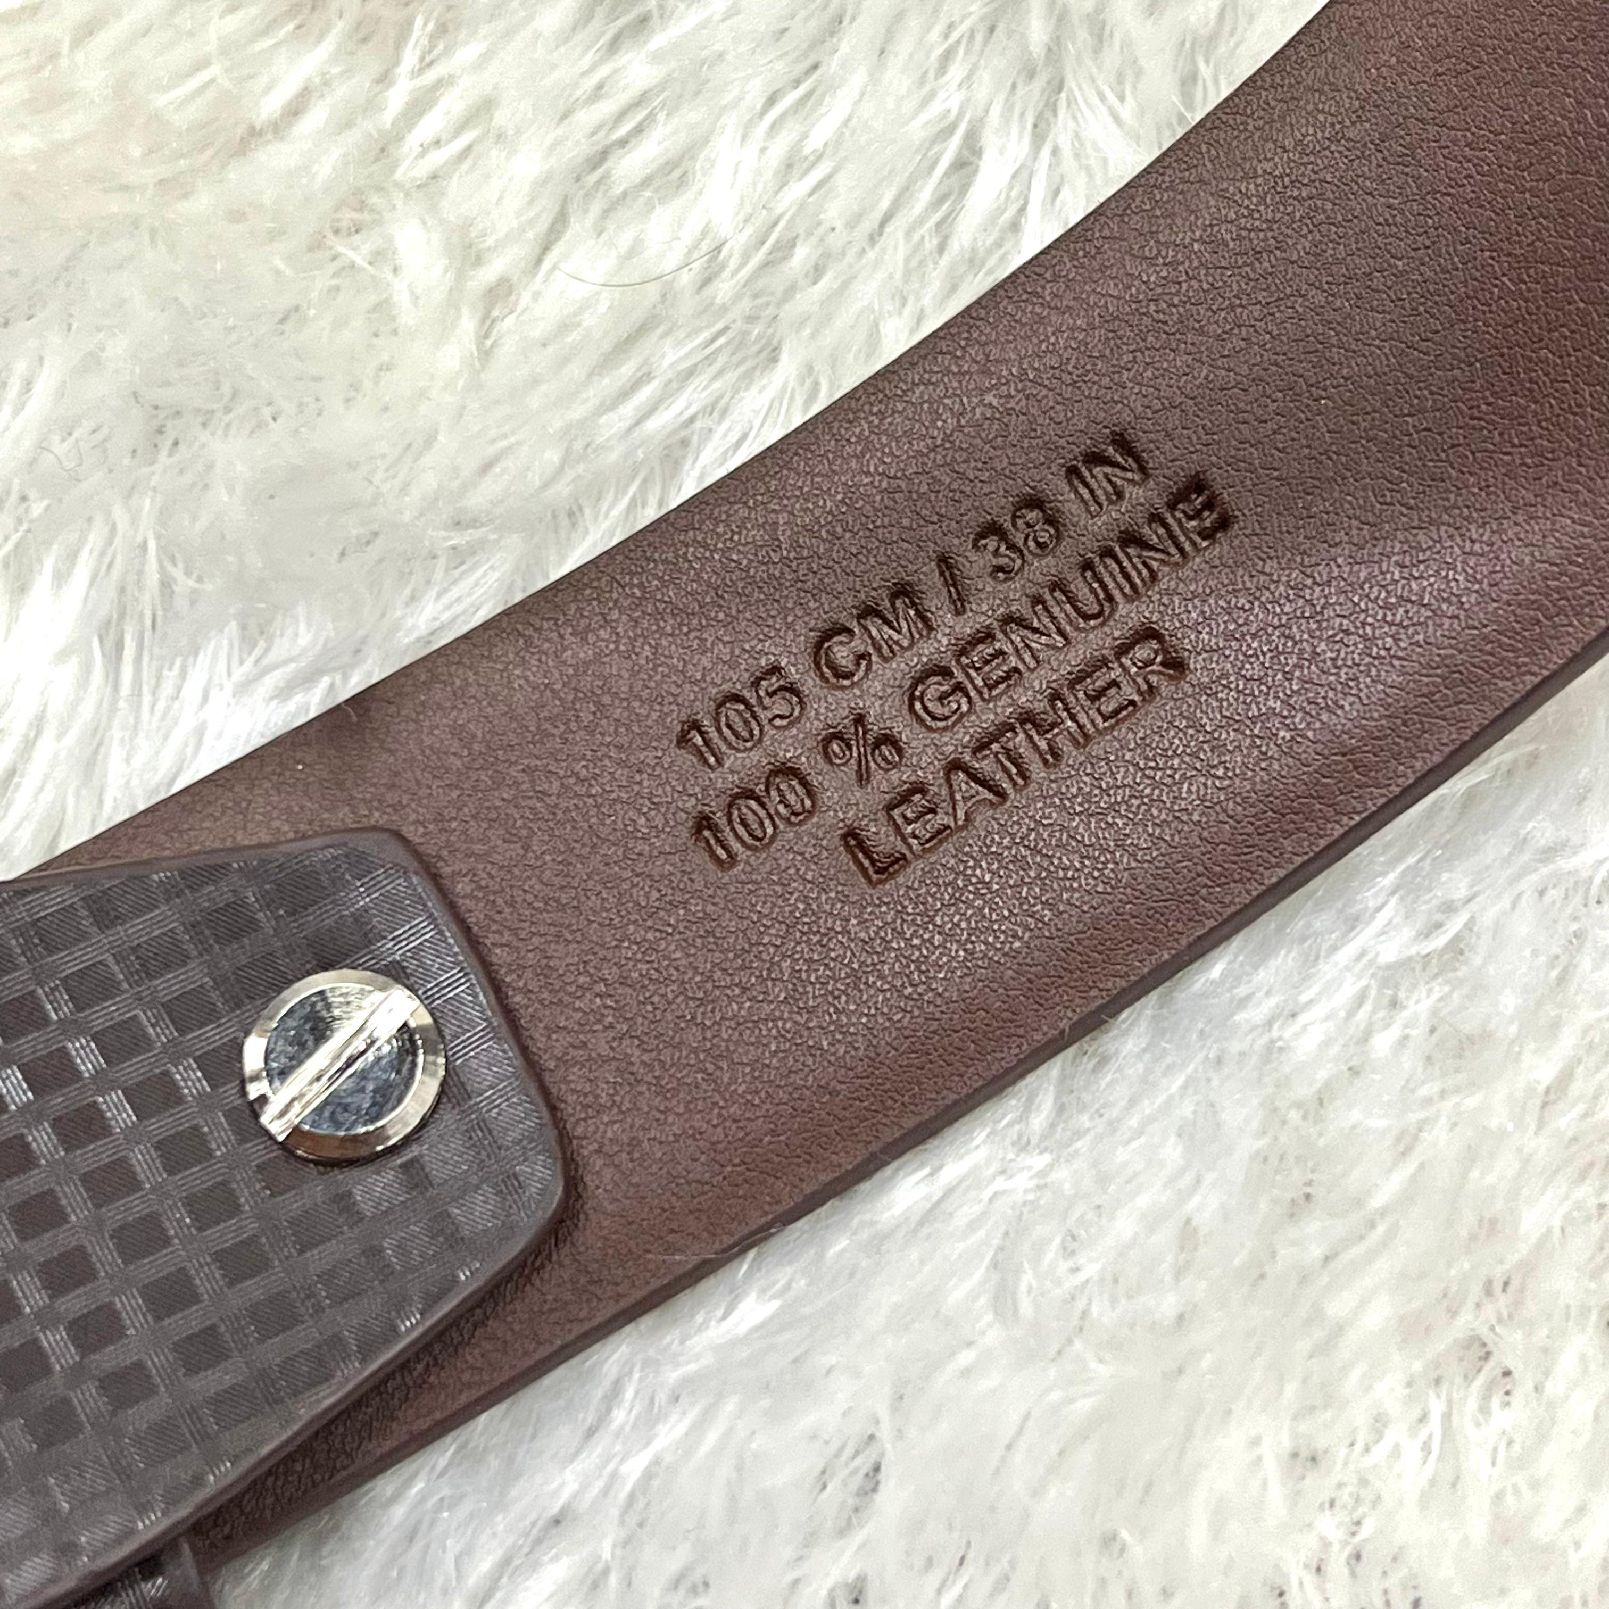 105 CM / 38 IN
100 % GENUINE
LEATHER